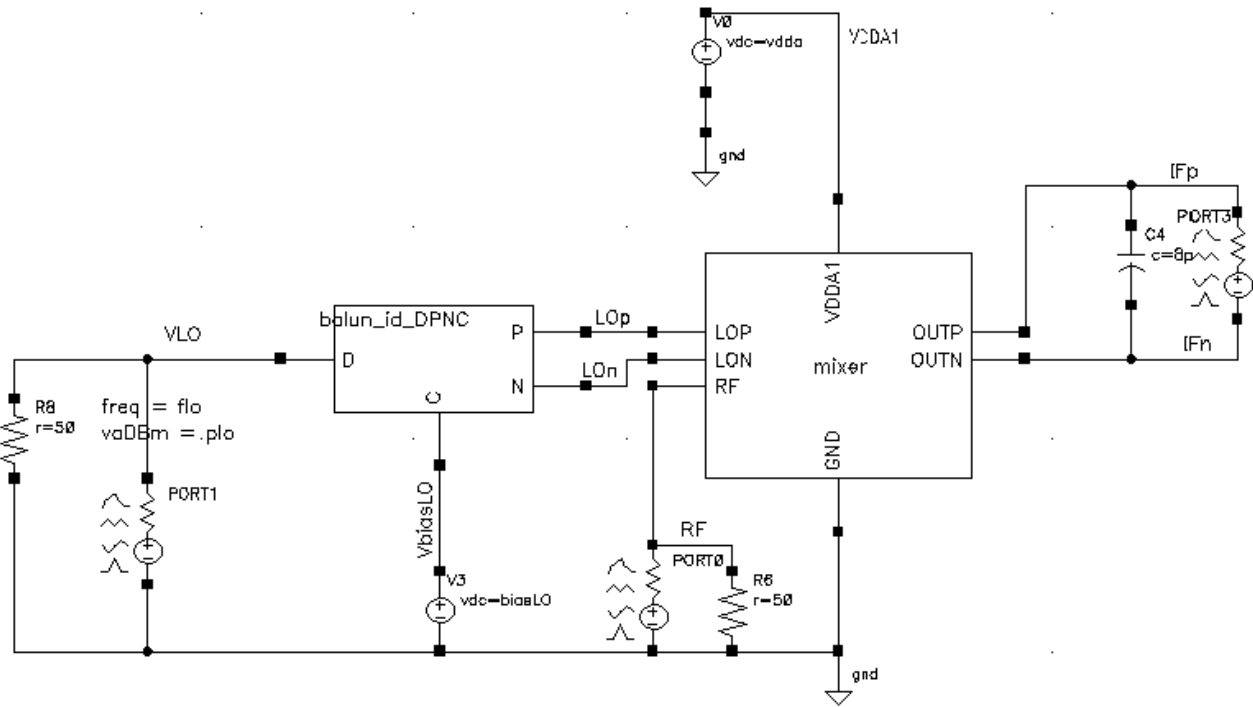 V0
vdc=vdda
VDDA1
gnd
IFp
PORT3
C4
c=8p
VDDA1
balun_id_DPNC
P
LOp
LOP
OUTP
VLO
D
LON
mixer
OUTN
IFn
LOn
N
RF
C
R8
r=50
freq = flo
vaDBm = .plo
GND
PORT1
VbiasLO
RF
PORT0
V3
vdc=biasLO
R6
r=50
gnd